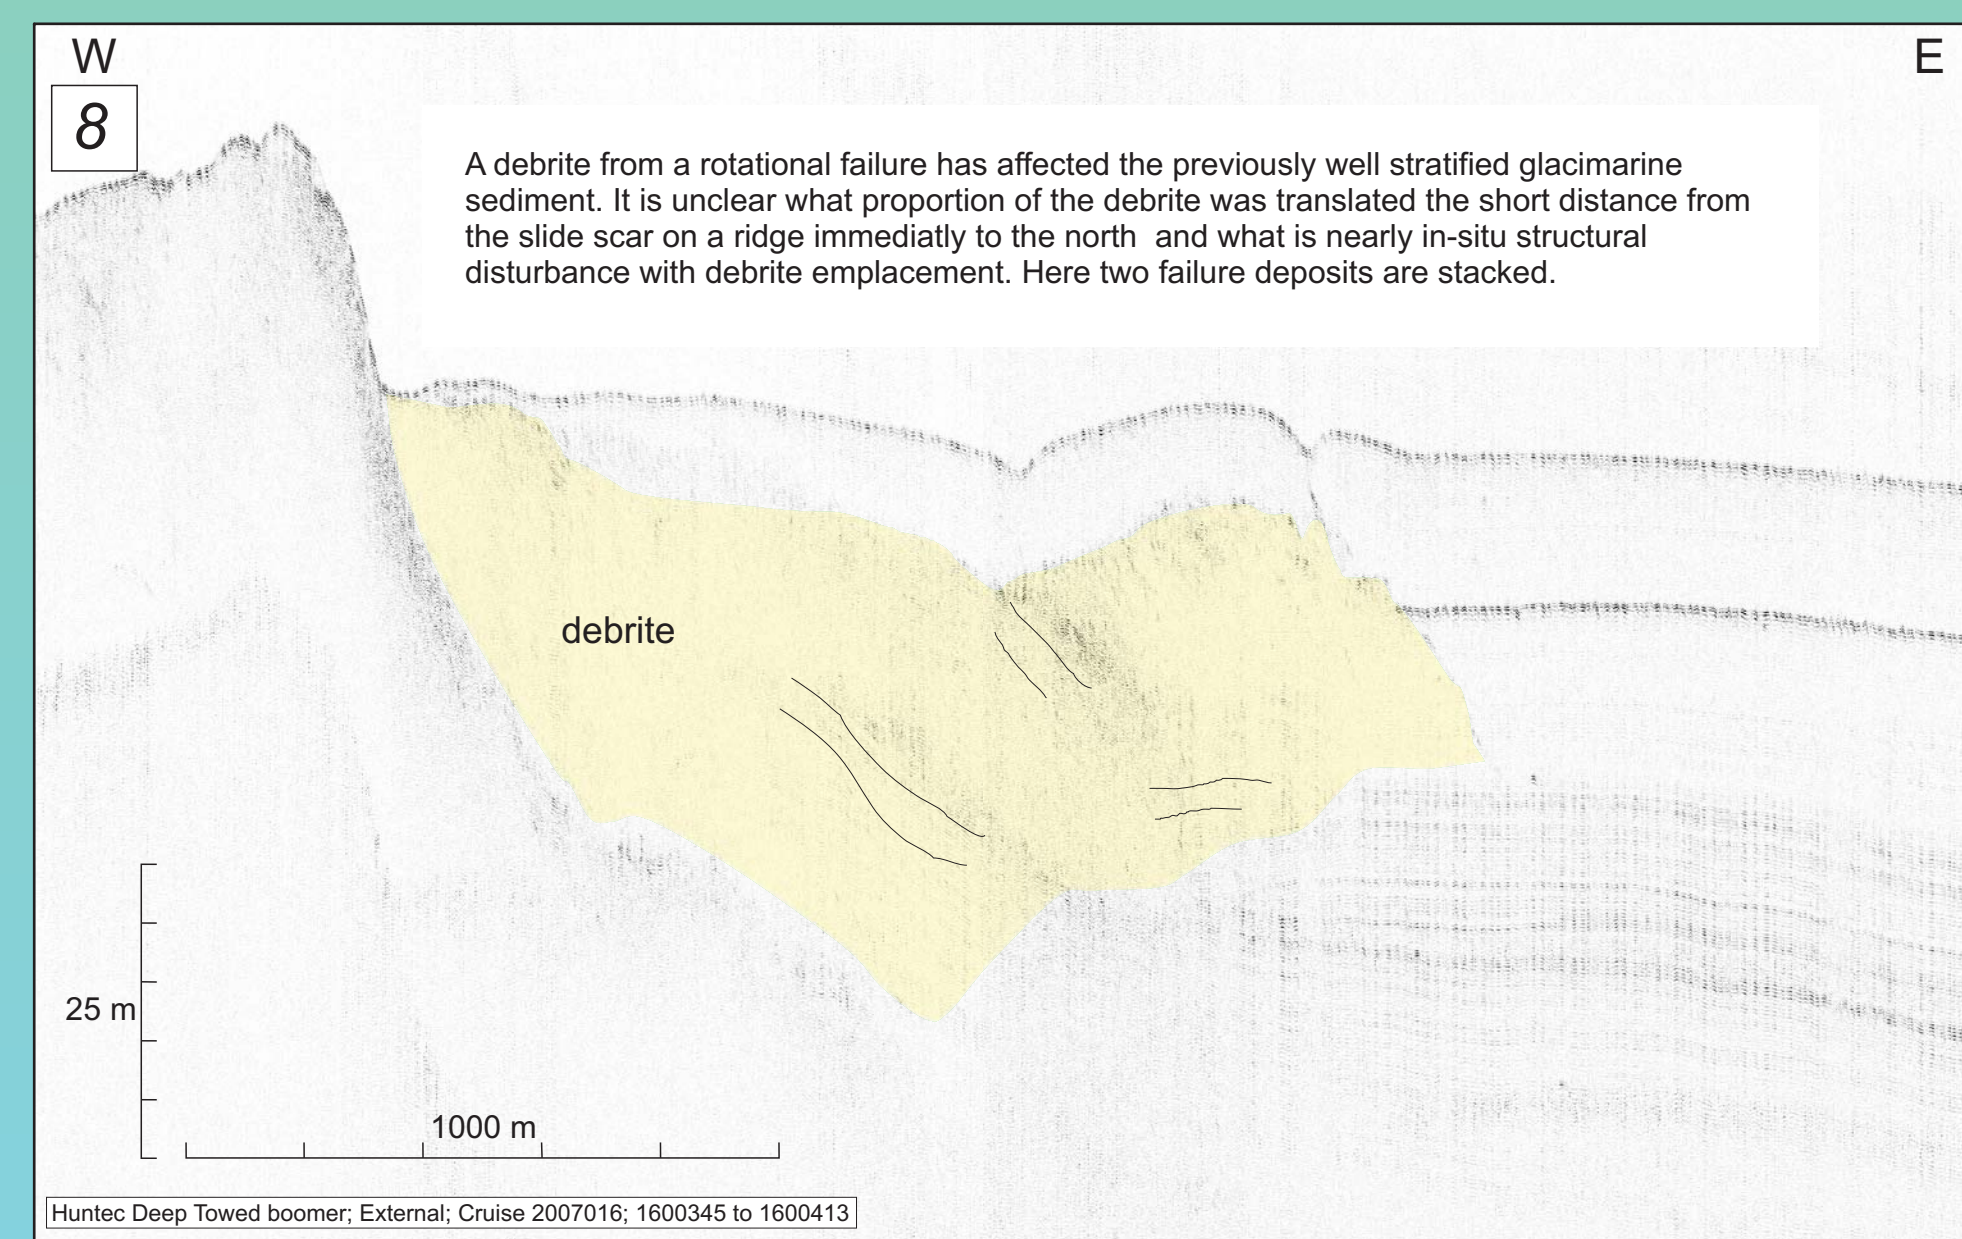 W
E
8
A debrite from a rotational failure has affected the previously well stratified glacimarine
sediment. It is unclear what proportion of the debrite was translated the short distance from
the slide scar on a ridge immediatly to the north  and what is nearly in-situ structural
disturbance with debrite emplacement. Here two failure deposits are stacked.
debrite
25 m
1000 m
Huntec Deep Towed boomer; External; Cruise 2007016; 1600345 to 1600413